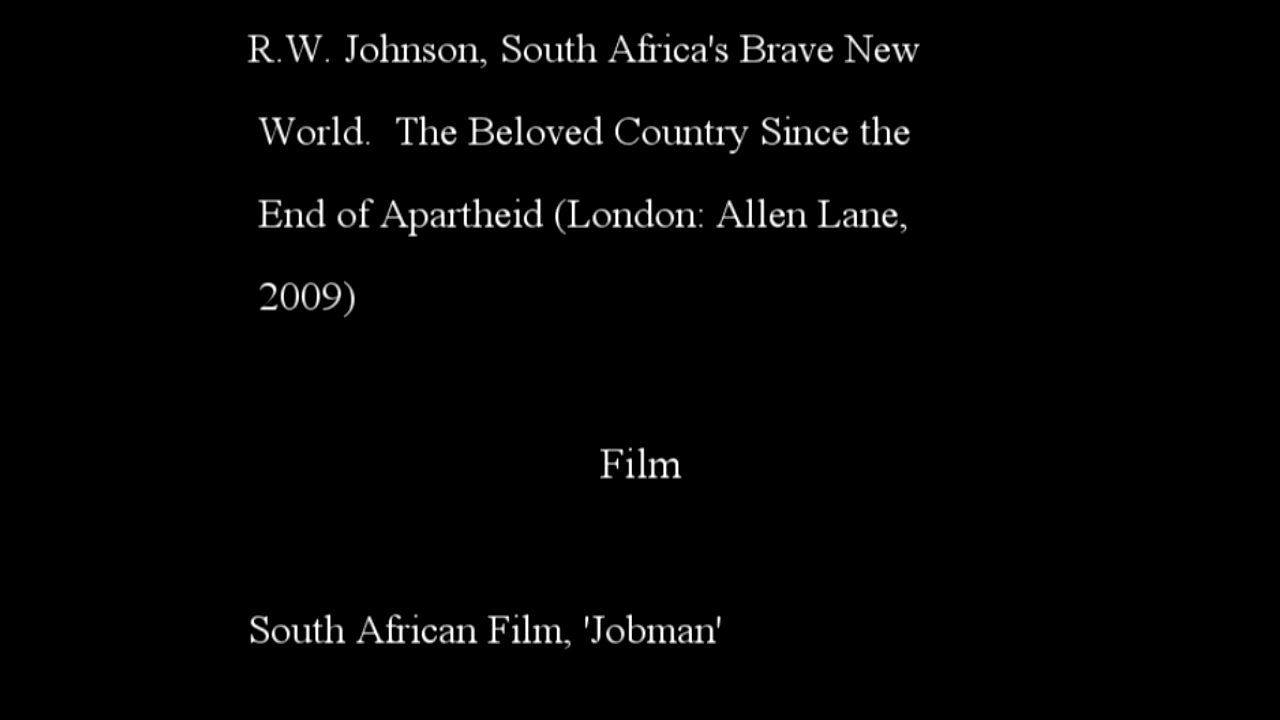 R.W. Johnson, South Africa's Brave New
World.  The Beloved Country Since the
End of Apartheid (London: Allen Lane,
2009)
Film
South African Film, 'Jobman'